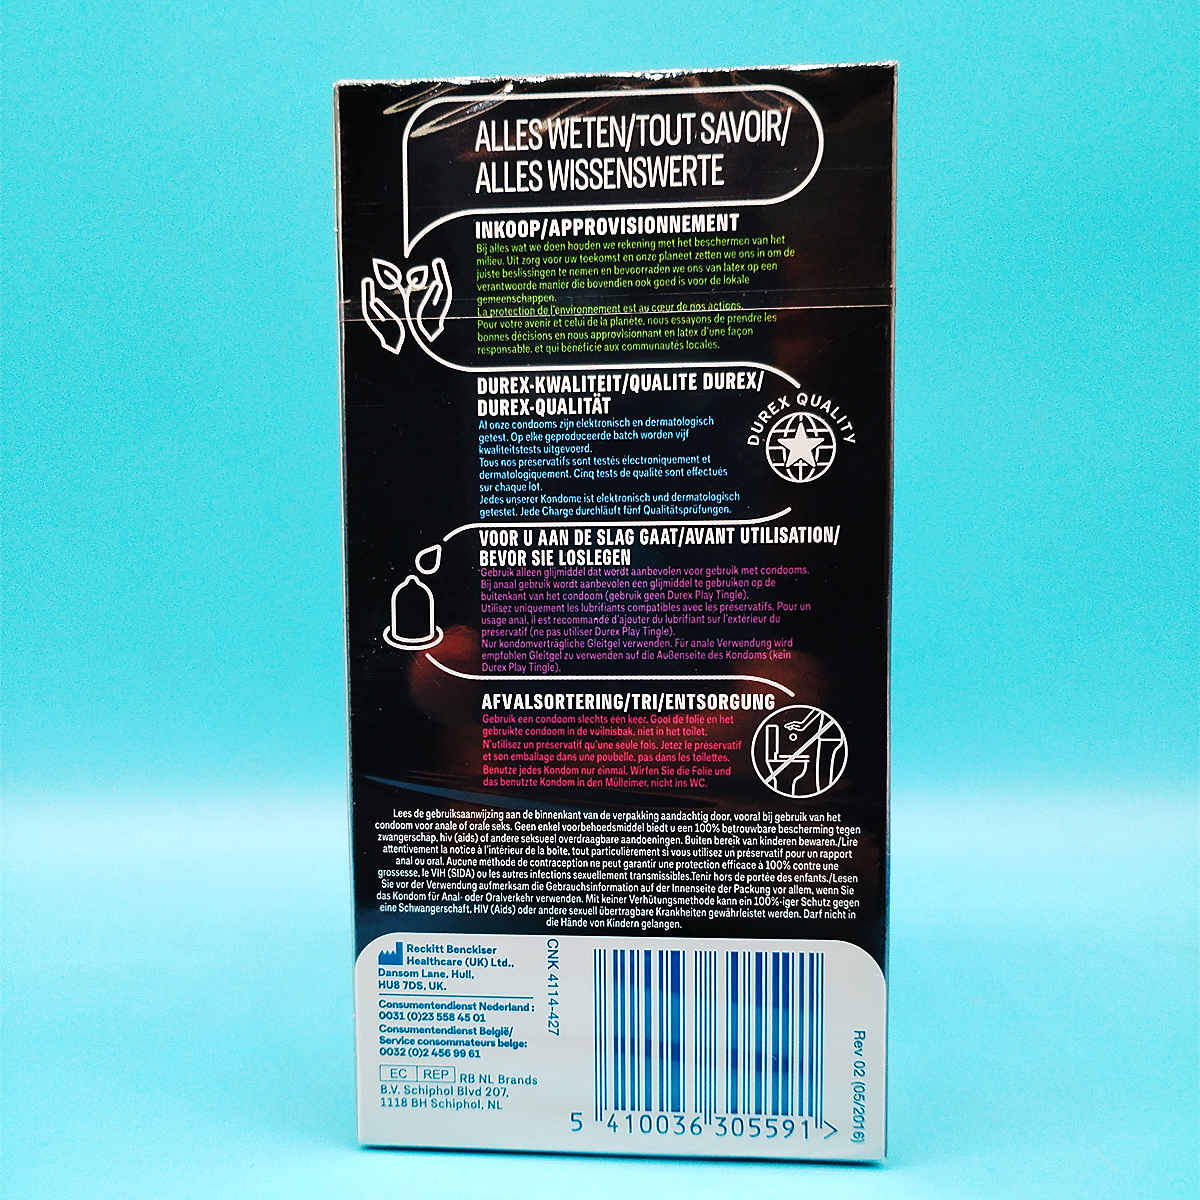 ALLES WETEN/TOUT SAVOIR/
ALLES WISSENSWERTE
INKOOP/APPROVISIONNEMENT
Bij alles wat we doen houden we rekening met het beschermen van het
milieu. Uit zorg voor uw toekomst en onze planeet zetten we ons in om de
juiste beslissingen te nemen en bevoorraden we ons van latex op een
verantwoorde manier die bovendien ook goed is voor de lokale
gemeenschappen.
La protection de l'environnement est au cœur de nos actions.
Pour votre avenir et celui de la planète, nous essayons de prendre les
bonnes décisions en nous approvisionnant en latex d'une façon
responsable, et qui bénéficie aux communautés locales.
DUREX-KWALITEIT/QUALITE DUREX/
DUREX-QUALITÄT
DUREX QUALITY
Al onze condooms zijn elektronisch en dermatologisch
getest. Op elke geproduceerde batch worden vijf
kwaliteitstests uitgevoerd.
Tous nos préservatifs sont testés électroniquement et
dermatologiquement. Cinq tests de qualité sont effectués
sur chaque lot.
Jedes unserer Kondome ist elektronisch und dermatologisch
getestet. Jede Charge durchläuft fünf Qualitätsprüfungen.
VOOR U AAN DE SLAG GAAT/AVANT UTILISATION/
BEVOR SIE LOSLEGEN
Gebruik alleen glijmiddel dat wordt aanbevolen voor gebruik met condooms.
Bij anaal gebruik wordt aanbevolen een glijmiddel te gebruiken op de
buitenkant van het condoom (gebruik geen Durex Play Tingle).
Utilisez uniquement les lubrifiants compatibles avec les préservatifs. Pour un
usage anal, il est recommandé d'ajouter du lubrifiant sur l'extérieur du
préservatif (ne pas utiliser Durex Play Tingle).
Nur kondomverträgliche Gleitgel verwenden. Für anale Verwendung wird
empfohlen Gleitgel zu verwenden auf die Außenseite des Kondoms (kein
Durex Play Tingle).
AFVALSORTERING/TRI/ENTSORGUNG
Gebruik een condoom slechts één keer. Gooi de folie en het
gebruikte condoom in de vuilnisbak, niet in het toilet.
N'utilisez un préservatif qu'une seule fois. Jetez le préservatif
et son emballage dans une poubelle, pas dans les toilettes.
Benutze jedes Kondom nur einmal. Wirfen Sie die Folie und
das benutzte Kondom in den Mülleimer, nicht ins WC.
Lees de gebruiksaanwijzing aan de binnenkant van de verpakking aandachtig door, vooral bij gebruik van het
condoom voor anale of orale seks. Geen enkel voorbehoedsmiddel biedt u een 100% betrouwbare bescherming tegen
zwangerschap, hiv (aids) of andere seksueel overdraagbare aandoeningen. Buiten bereik van kinderen bewaren./Lire
attentivement la notice à l'intérieur de la boîte, tout particulièrement si vous utilisez un préservatif pour un rapport
anal ou oral. Aucune méthode de contraception ne peut garantir une protection efficace à 100% contre une
grossesse, le VIH (SIDA) ou les autres infections sexuellement transmissibles.Tenir hors de portée des enfants./Lesen
Sie vor der Verwendung aufmerksam die Gebrauchsinformation auf der Innenseite der Packung vor allem, wenn Sie
das Kondom für Anal- oder Oralverkehr verwenden. Mit keiner Verhütungsmethode kann ein 100%-iger Schutz gegen
eine Schwangerschaft, HIV (Aids) oder andere sexuell übertragbare Krankheiten gewährleistet werden. Darf nicht in
die Hände von Kindern gelangen.
Reckitt Benckiser
Healthcare (UK) Ltd.,
Dansom Lane, Hull,
HU8 7DS, UK.
Consumentendienst Nederland :
0031 (0)23 558 45 01
Consumentendienst België/
Service consommateurs belge:
0032 (0)2 456 99 61
EC REP RB NL Brands
B.V. Schiphol Blvd 207,
1118 BH Schiphol, NL
CNK 4114-427
5 410036 305591 >
Rev 02 (05/2016)